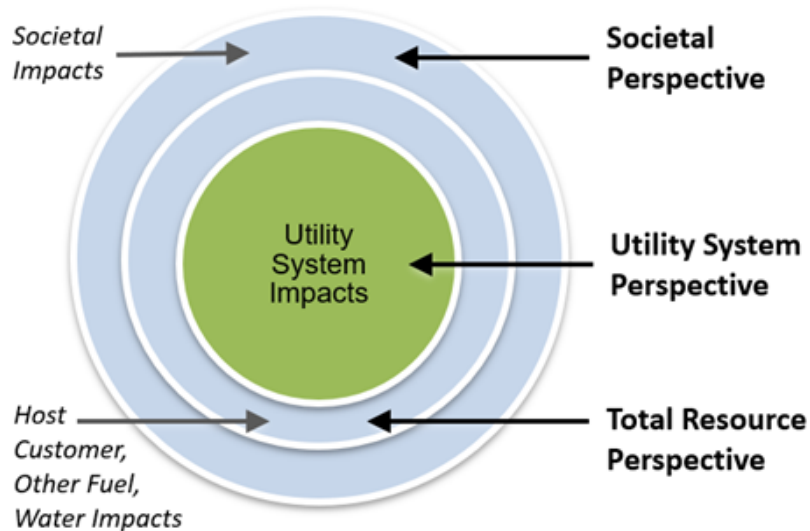 Societal
Impacts
Societal
Perspective
Utility
System
Impacts
Utility System
Perspective
Host
Customer,
Other Fuel,
Water Impacts
Total Resource
Perspective